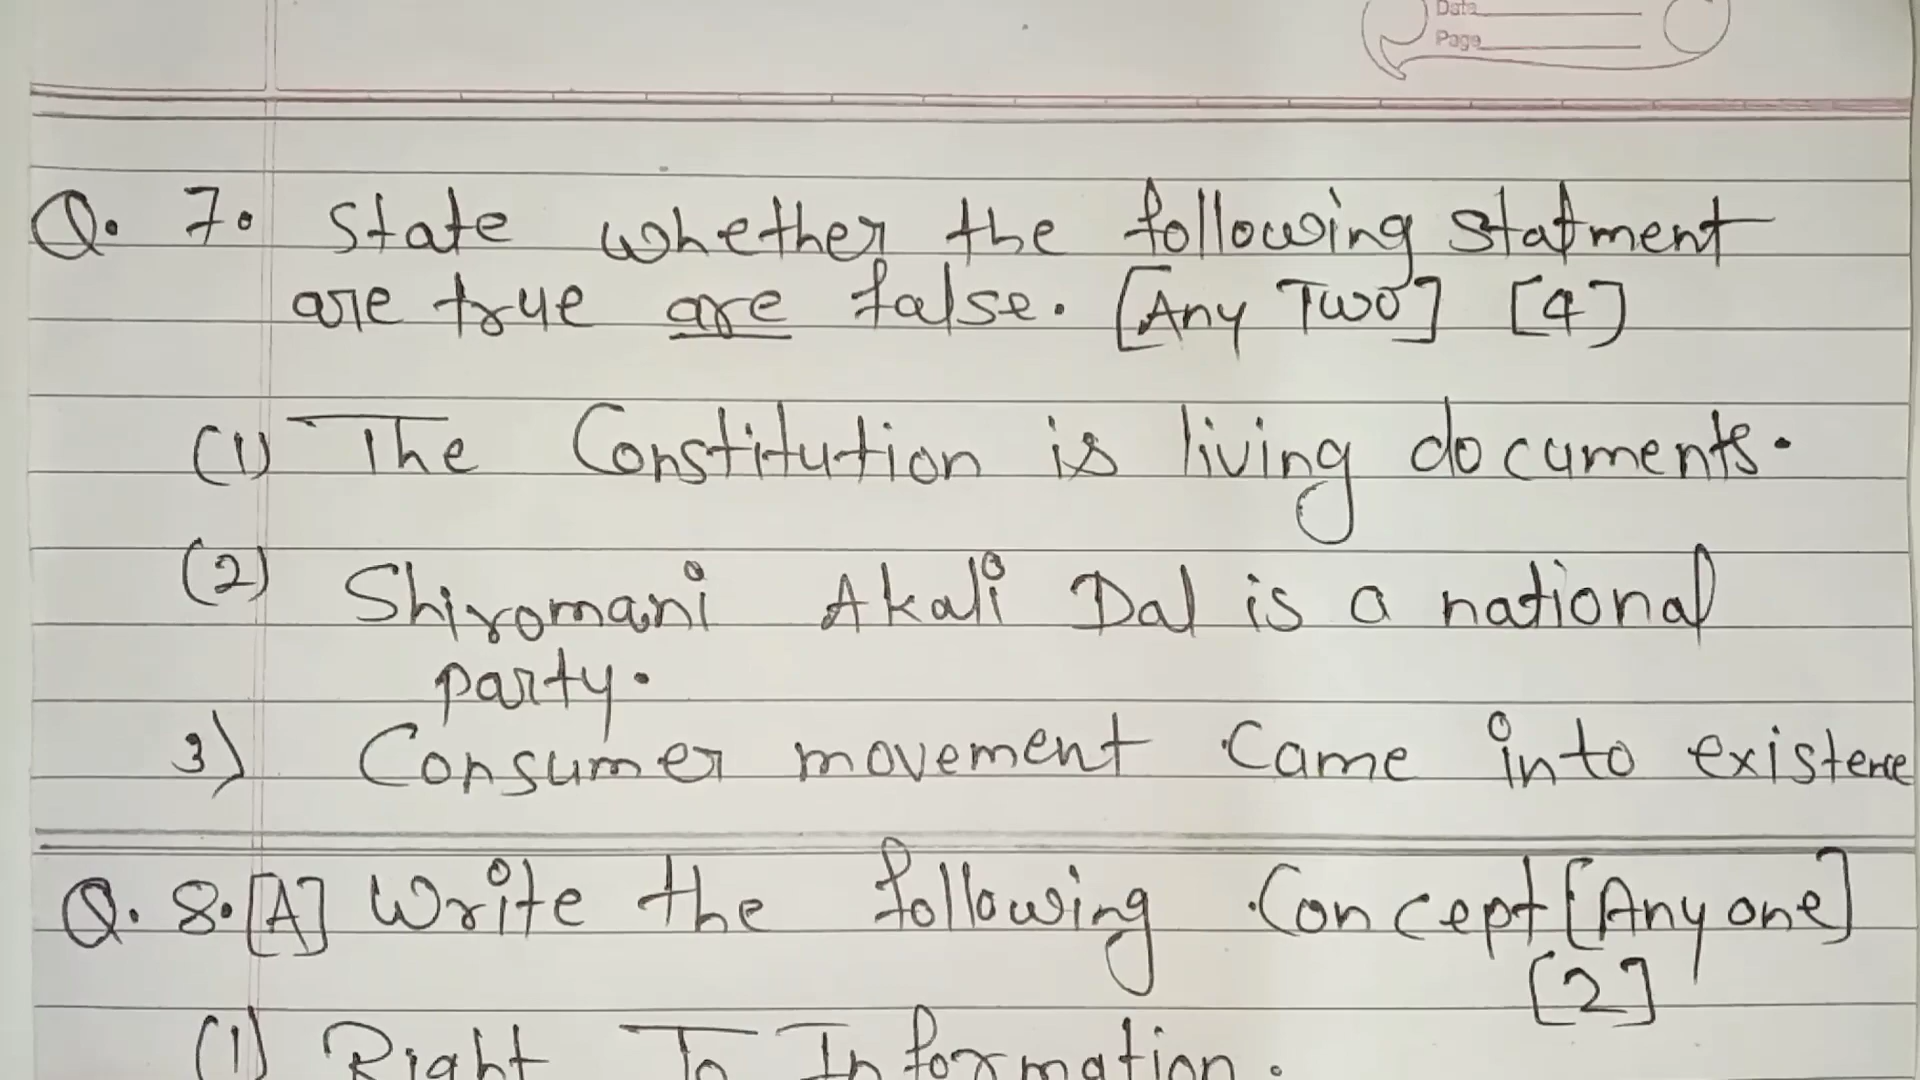 Date
Page
Q. 7. State whether the following statment
are true are false. [Any Two] [4]
(1) The Constitution is living documents.
(2) Shiromani Akali Dal is a national
party.
3) Consumer movement Came into existence
Q. 8. [A] Write the following Concept [Any one]
[2]
(1) Right To Information.